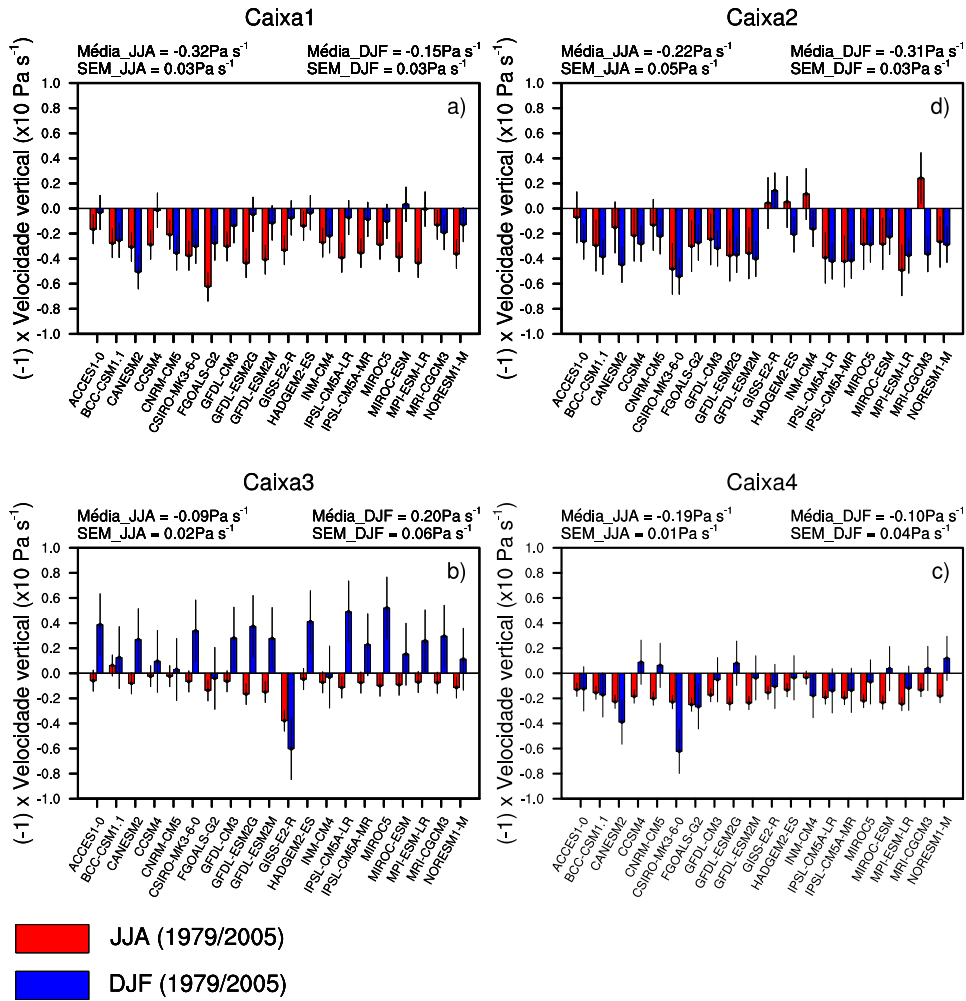 Caixa1
Média_JJA = -0.32Pa s⁻¹ Média_DJF = -0.15Pa s⁻¹
SEM_JJA = 0.03Pa s⁻¹ SEM_DJF = 0.03Pa s⁻¹
a)
(-1) x Velocidade vertical (x10 Pa s⁻¹)
1.0
0.8
0.6
0.4
0.2
0.0
-0.2
-0.4
-0.6
-0.8
-1.0
ACCES1-0
BCC-CSM1.1
CANESM2
CCSM4
CNRM-CM5
CSIRO-MK3-6-0
FGOALS-G2
GFDL-CM3
GFDL-ESM2G
GFDL-ESM2M
GISS-E2-R
HADGEM2-ES
INM-CM4
IPSL-CM5A-LR
IPSL-CM5A-MR
MIROC5
MIROC-ESM
MPI-ESM-LR
MRI-CGCM3
NORESM1-M
Caixa2
Média_JJA = -0.22Pa s⁻¹ Média_DJF = -0.31Pa s⁻¹
SEM_JJA = 0.05Pa s⁻¹ SEM_DJF = 0.03Pa s⁻¹
d)
(-1) x Velocidade vertical (x10 Pa s⁻¹)
1.0
0.8
0.6
0.4
0.2
0.0
-0.2
-0.4
-0.6
-0.8
-1.0
ACCES1-0
BCC-CSM1.1
CANESM2
CCSM4
CNRM-CM5
CSIRO-MK3-6-0
FGOALS-G2
GFDL-CM3
GFDL-ESM2G
GFDL-ESM2M
GISS-E2-R
HADGEM2-ES
INM-CM4
IPSL-CM5A-LR
IPSL-CM5A-MR
MIROC5
MIROC-ESM
MPI-ESM-LR
MRI-CGCM3
NORESM1-M
Caixa3
Média_JJA = -0.09Pa s⁻¹ Média_DJF = 0.20Pa s⁻¹
SEM_JJA = 0.02Pa s⁻¹ SEM_DJF = 0.06Pa s⁻¹
b)
(-1) x Velocidade vertical (x10 Pa s⁻¹)
1.0
0.8
0.6
0.4
0.2
0.0
-0.2
-0.4
-0.6
-0.8
-1.0
ACCES1-0
BCC-CSM1.1
CANESM2
CCSM4
CNRM-CM5
CSIRO-MK3-6-0
FGOALS-G2
GFDL-CM3
GFDL-ESM2G
GFDL-ESM2M
GISS-E2-R
HADGEM2-ES
INM-CM4
IPSL-CM5A-LR
IPSL-CM5A-MR
MIROC5
MIROC-ESM
MPI-ESM-LR
MRI-CGCM3
NORESM1-M
Caixa4
Média_JJA = -0.19Pa s⁻¹ Média_DJF = -0.10Pa s⁻¹
SEM_JJA = 0.01Pa s⁻¹ SEM_DJF = 0.04Pa s⁻¹
c)
(-1) x Velocidade vertical (x10 Pa s⁻¹)
1.0
0.8
0.6
0.4
0.2
0.0
-0.2
-0.4
-0.6
-0.8
-1.0
ACCES1-0
BCC-CSM1.1
CANESM2
CCSM4
CNRM-CM5
CSIRO-MK3-6-0
FGOALS-G2
GFDL-CM3
GFDL-ESM2G
GFDL-ESM2M
GISS-E2-R
HADGEM2-ES
INM-CM4
IPSL-CM5A-LR
IPSL-CM5A-MR
MIROC5
MIROC-ESM
MPI-ESM-LR
MRI-CGCM3
NORESM1-M
JJA (1979/2005)
DJF (1979/2005)